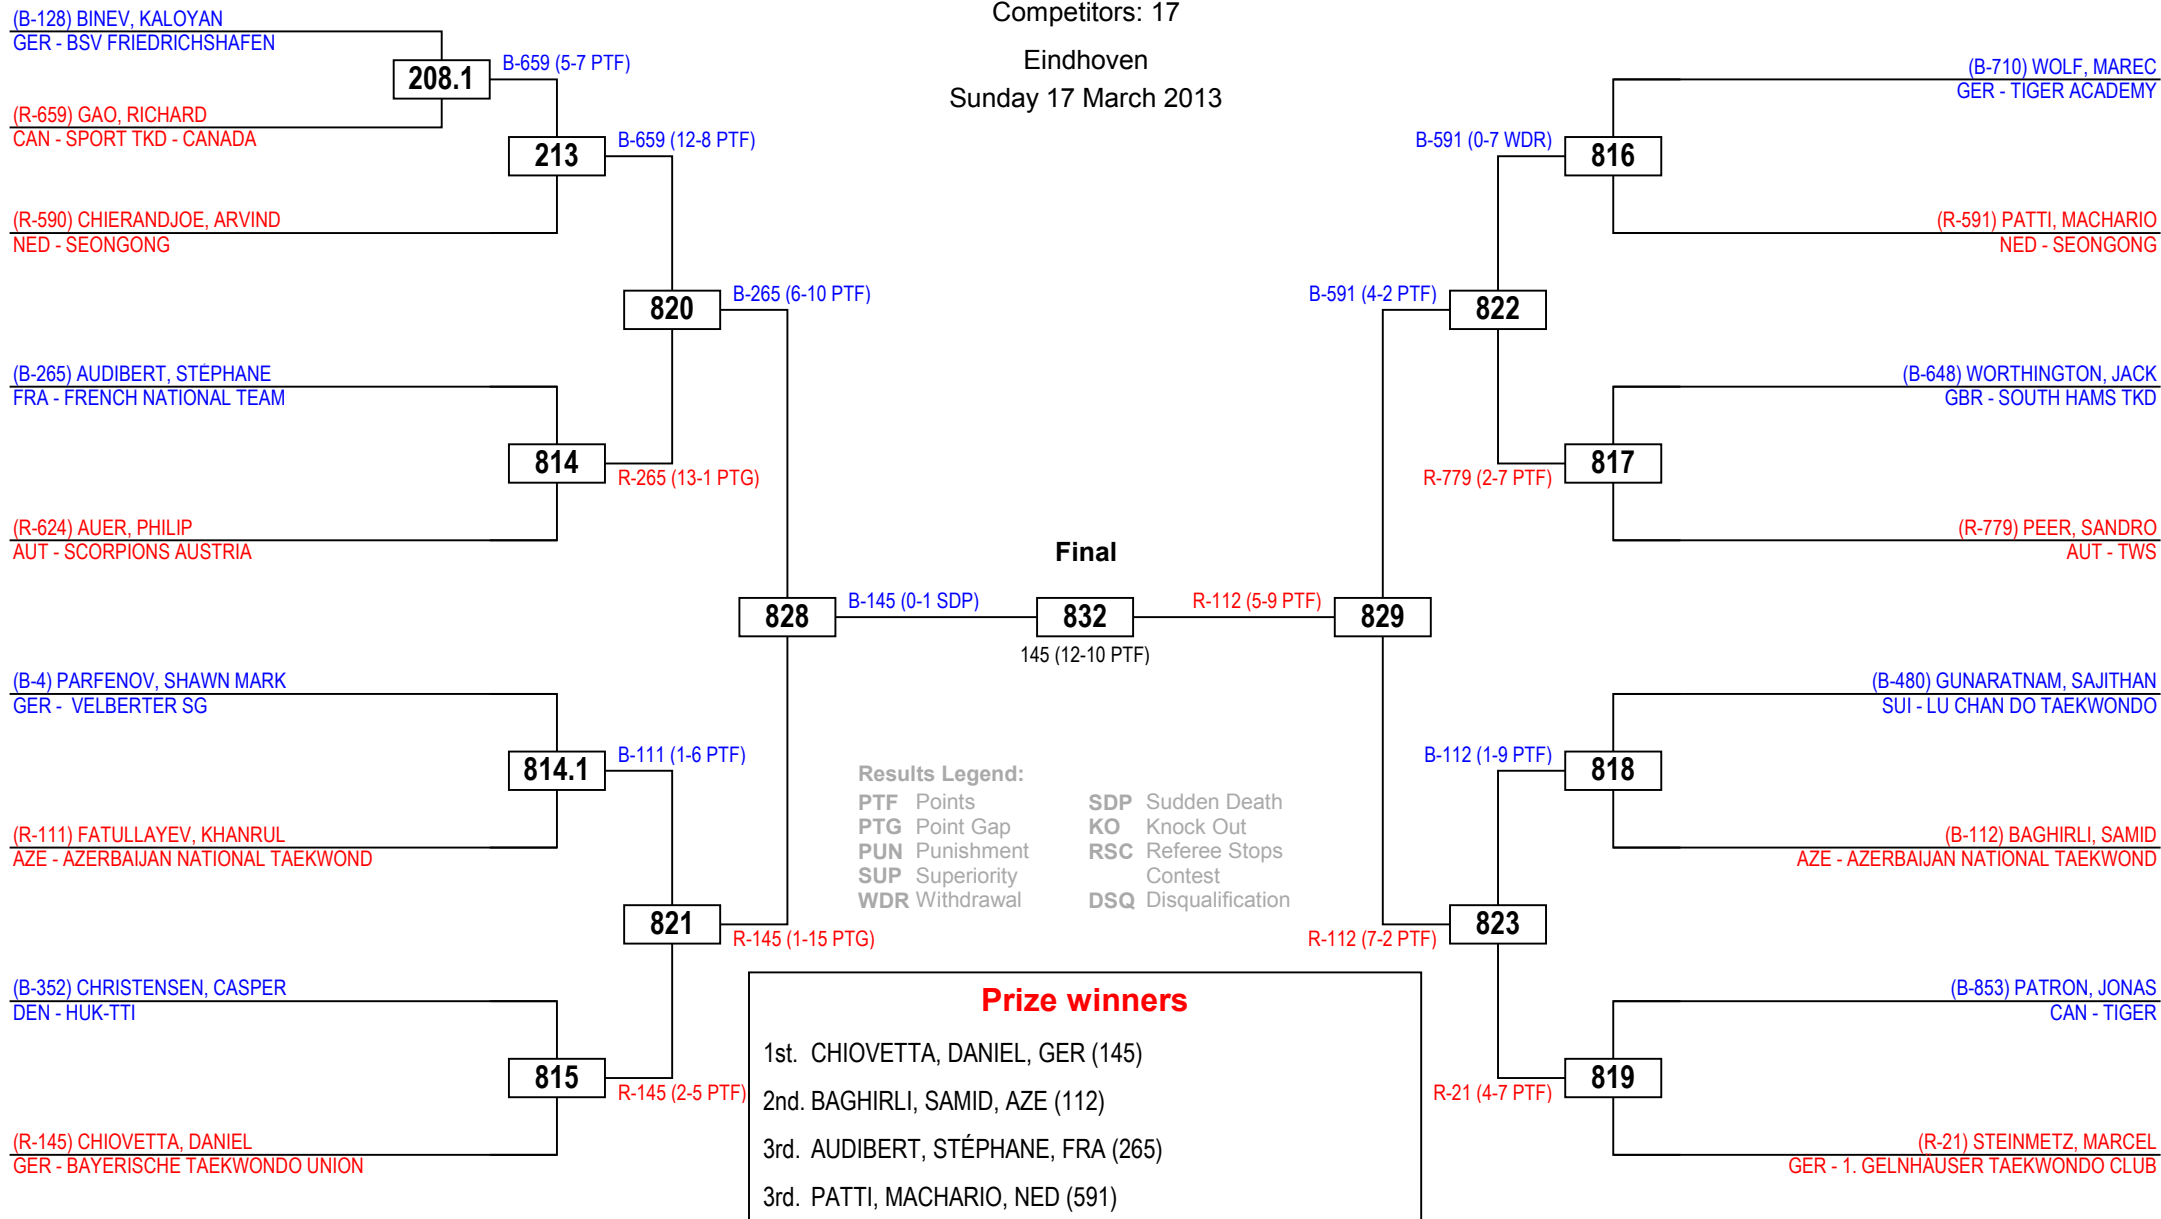 Competitors: 17
Eindhoven
Sunday 17 March 2013
(B-128) BINEV, KALOYAN
GER - BSV FRIEDRICHSHAFEN
208.1
B-659 (5-7 PTF)
(R-659) GAO, RICHARD
CAN - SPORT TKD - CANADA
213
B-659 (12-8 PTF)
(R-590) CHIERANDJOE, ARVIND
NED - SEONGONG
820
B-265 (6-10 PTF)
(B-265) AUDIBERT, STÉPHANE
FRA - FRENCH NATIONAL TEAM
814
R-265 (13-1 PTG)
(R-624) AUER, PHILIP
AUT - SCORPIONS AUSTRIA
828
B-145 (0-1 SDP)
(B-4) PARFENOV, SHAWN MARK
GER -  VELBERTER SG
814.1
B-111 (1-6 PTF)
(R-111) FATULLAYEV, KHANRUL
AZE - AZERBAIJAN NATIONAL TAEKWOND
821
R-145 (1-15 PTG)
(B-352) CHRISTENSEN, CASPER
DEN - HUK-TTI
815
R-145 (2-5 PTF)
(R-145) CHIOVETTA, DANIEL
GER - BAYERISCHE TAEKWONDO UNION
Final
832
145 (12-10 PTF)
(B-710) WOLF, MAREC
GER - TIGER ACADEMY
B-591 (0-7 WDR)
816
(R-591) PATTI, MACHARIO
NED - SEONGONG
B-591 (4-2 PTF)
822
(B-648) WORTHINGTON, JACK
GBR - SOUTH HAMS TKD
R-779 (2-7 PTF)
817
(R-779) PEER, SANDRO
AUT - TWS
R-112 (5-9 PTF)
829
(B-480) GUNARATNAM, SAJITHAN
SUI - LU CHAN DO TAEKWONDO
B-112 (1-9 PTF)
818
(B-112) BAGHIRLI, SAMID
AZE - AZERBAIJAN NATIONAL TAEKWOND
R-112 (7-2 PTF)
823
(B-853) PATRON, JONAS
CAN - TIGER
R-21 (4-7 PTF)
819
(R-21) STEINMETZ, MARCEL
GER - 1. GELNHAUSER TAEKWONDO CLUB
Results Legend:
PTF Points SDP Sudden Death
PTG Point Gap KO Knock Out
PUN Punishment RSC Referee Stops
SUP Superiority Contest
WDR Withdrawal DSQ Disqualification
Prize winners
1st. CHIOVETTA, DANIEL, GER (145)
2nd. BAGHIRLI, SAMID, AZE (112)
3rd. AUDIBERT, STÉPHANE, FRA (265)
3rd. PATTI, MACHARIO, NED (591)